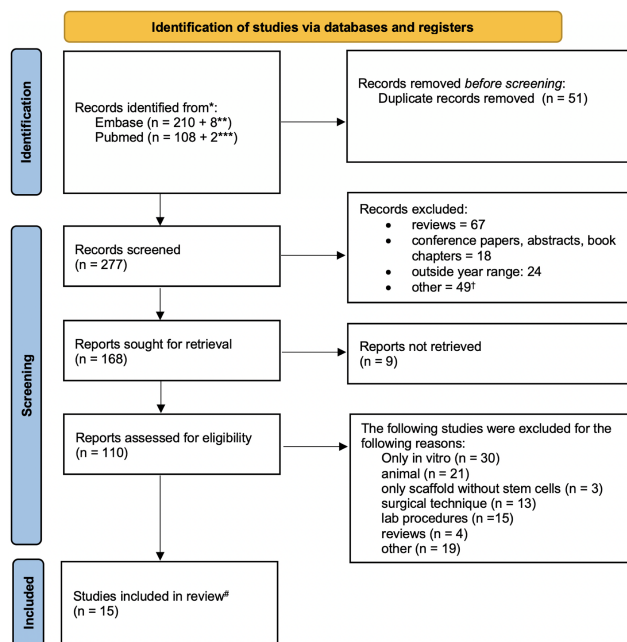 Identification of studies via databases and registers
Identification
Records identified from*:
Embase (n = 210 + 8**)
Pubmed (n = 108 + 2***)
Records removed before screening:
Duplicate records removed (n = 51)
Screening
Records screened
(n = 277)
Records excluded:
• reviews = 67
• conference papers, abstracts, book
chapters = 18
• outside year range: 24
• other = 49†
Reports sought for retrieval
(n = 168)
Reports not retrieved
(n = 9)
Reports assessed for eligibility
(n = 110)
The following studies were excluded for the
following reasons:
Only in vitro (n = 30)
animal (n = 21)
only scaffold without stem cells (n = 3)
surgical technique (n = 13)
lab procedures (n =15)
reviews (n = 4)
other (n = 19)
Included
Studies included in review#
(n = 15)